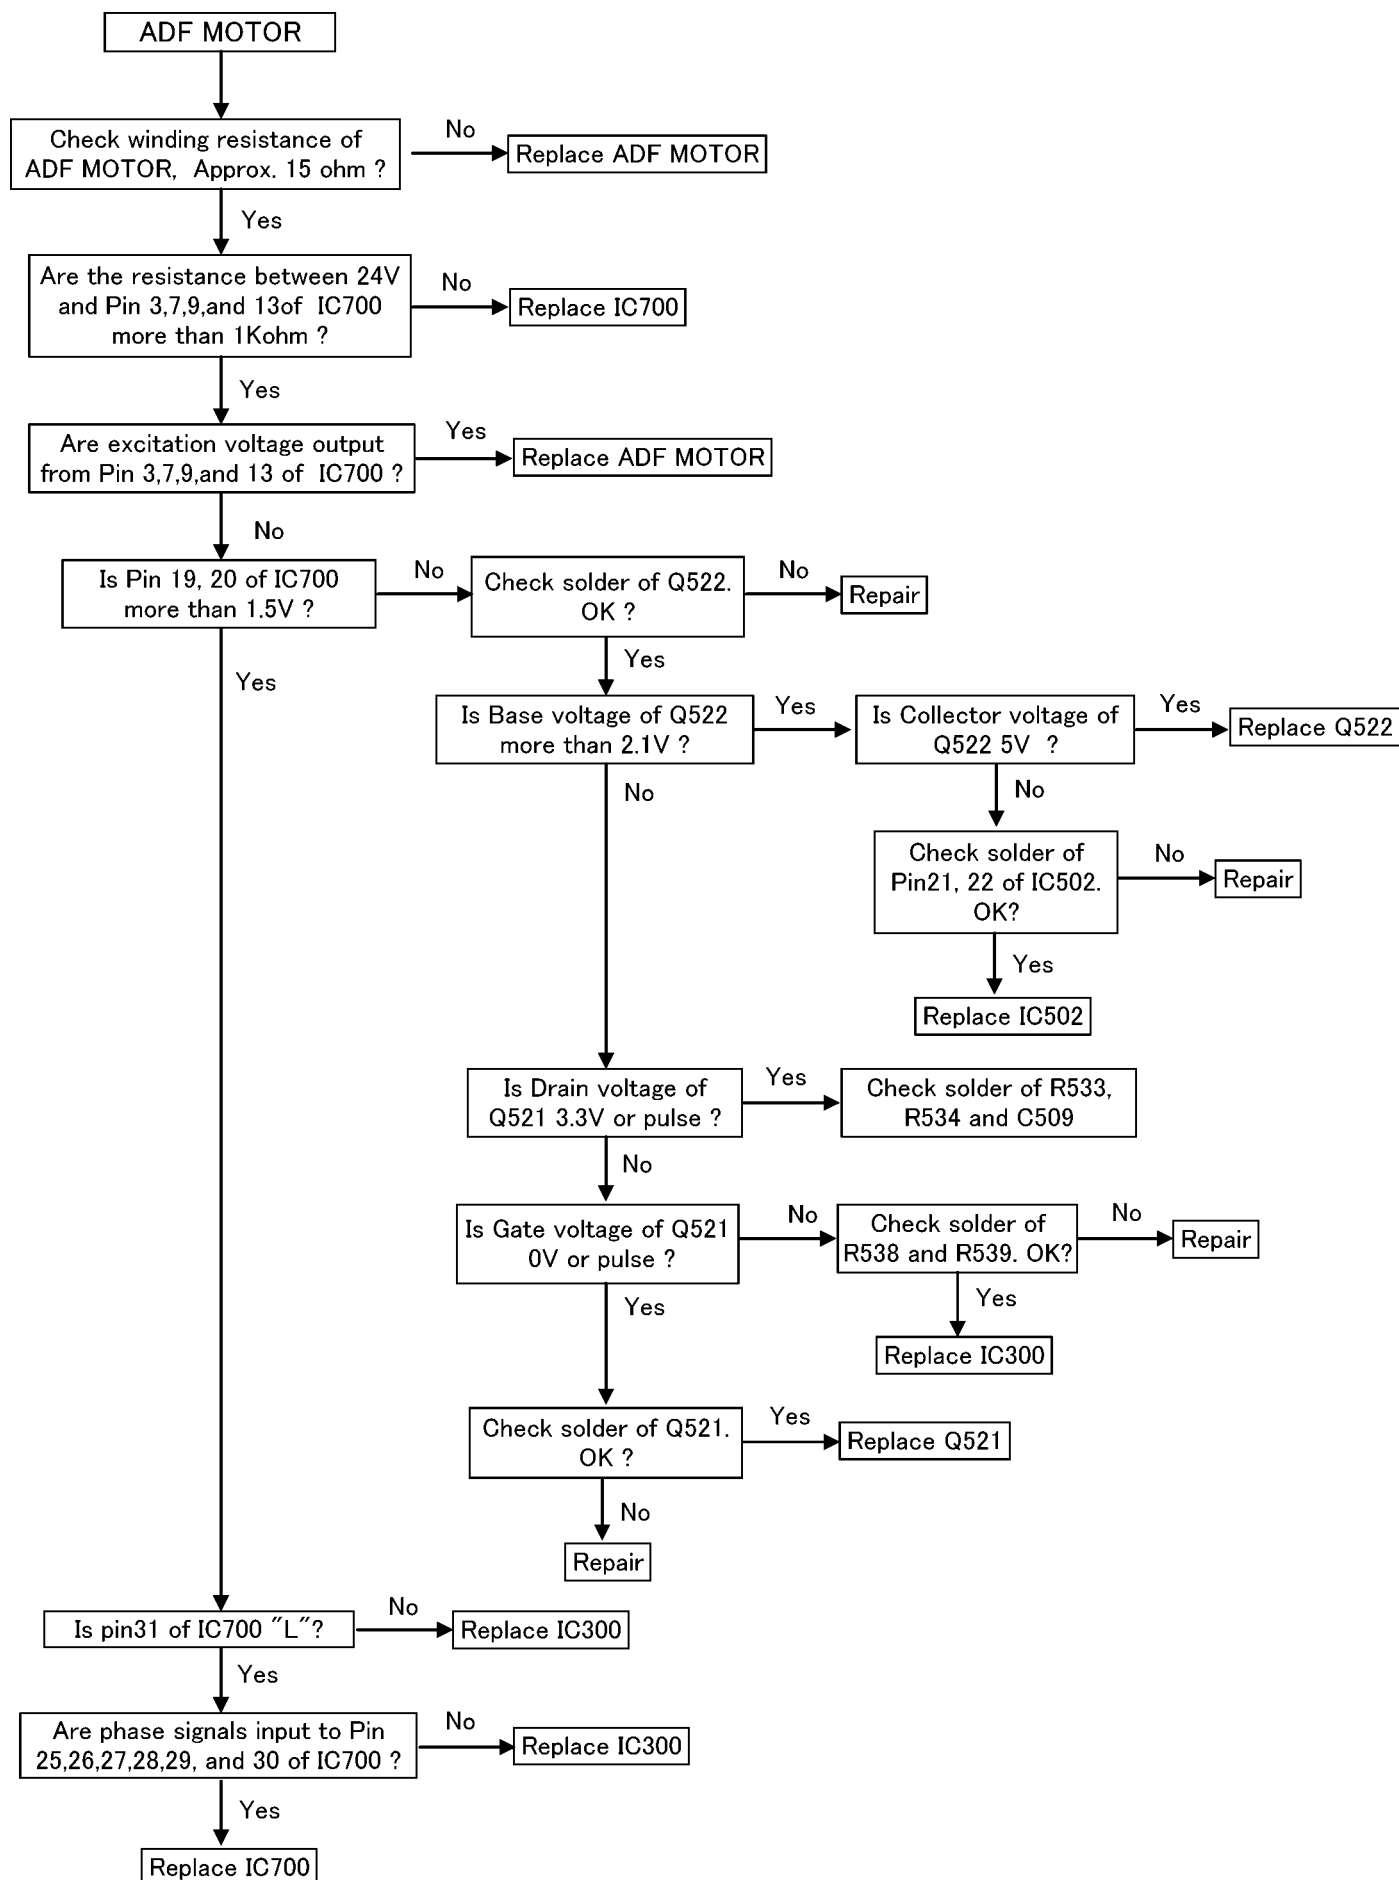 ADF MOTOR
Check winding resistance of
ADF MOTOR, Approx. 15 ohm ?
No
Replace ADF MOTOR
Yes
Are the resistance between 24V
and Pin 3,7,9,and 13of IC700
more than 1Kohm ?
No
Replace IC700
Yes
Are excitation voltage output
from Pin 3,7,9,and 13 of IC700 ?
Yes
Replace ADF MOTOR
No
Is Pin 19, 20 of IC700
more than 1.5V ?
No
Check solder of Q522.
OK ?
No
Repair
Yes
Yes
Is Base voltage of Q522
more than 2.1V ?
Yes
Is Collector voltage of
Q522 5V ?
Yes
Replace Q522
No
No
Check solder of
Pin21, 22 of IC502.
OK?
No
Repair
Yes
Replace IC502
Is Drain voltage of
Q521 3.3V or pulse ?
Yes
Check solder of R533,
R534 and C509
No
Is Gate voltage of Q521
0V or pulse ?
No
Check solder of
R538 and R539. OK?
No
Repair
Yes
Yes
Replace IC300
Check solder of Q521.
OK ?
Yes
Replace Q521
No
Repair
Is pin31 of IC700 "L"?
No
Replace IC300
Yes
Are phase signals input to Pin
25,26,27,28,29, and 30 of IC700 ?
No
Replace IC300
Yes
Replace IC700